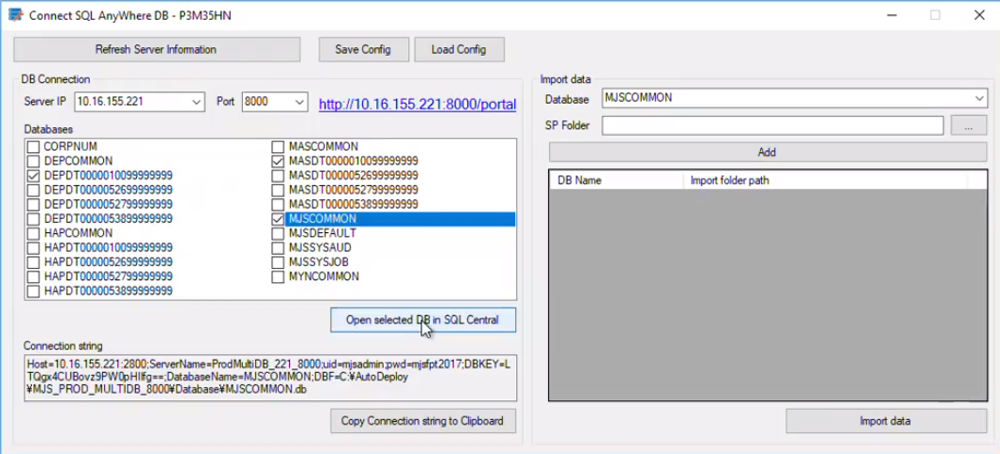 Connect SQL AnyWhere DB - P3M35HN
Refresh Server Information
Save Config
Load Config
DB Connection
Server IP
10.16.155.221
Port
8000
http://10.16.155.221:8000/portal
Databases
CORPNUM
DEPCOMMON
DEPDT0000010099999999
DEPDT0000052699999999
DEPDT0000052799999999
DEPDT0000053899999999
HAPCOMMON
HAPDT0000010099999999
HAPDT0000052699999999
HAPDT0000052799999999
HAPDT0000053899999999
MASCOMMON
MASDT0000010099999999
MASDT0000052699999999
MASDT0000052799999999
MASDT0000053899999999
MJSCOMMON
MJSDEFAULT
MJSSYSAUD
MJSSYSJOB
MYNCOMMON
Open selected DB in SQL Central
Connection string
Host=10.16.155.221:2800;ServerName=ProdMultiDB_221_8000;uid=mjsadmin;pwd=mjsfpt2017;DBKEY=L
TQgx4CUBovz9PW0pHIlfg==;DatabaseName=MJSCOMMON;DBF=C:¥AutoDeploy
¥MJS_PROD_MULTIDB_8000¥Database¥MJSCOMMON.db
Copy Connection string to Clipboard
Import data
Database
MJSCOMMON
SP Folder
...
Add
DB Name
Import folder path
Import data